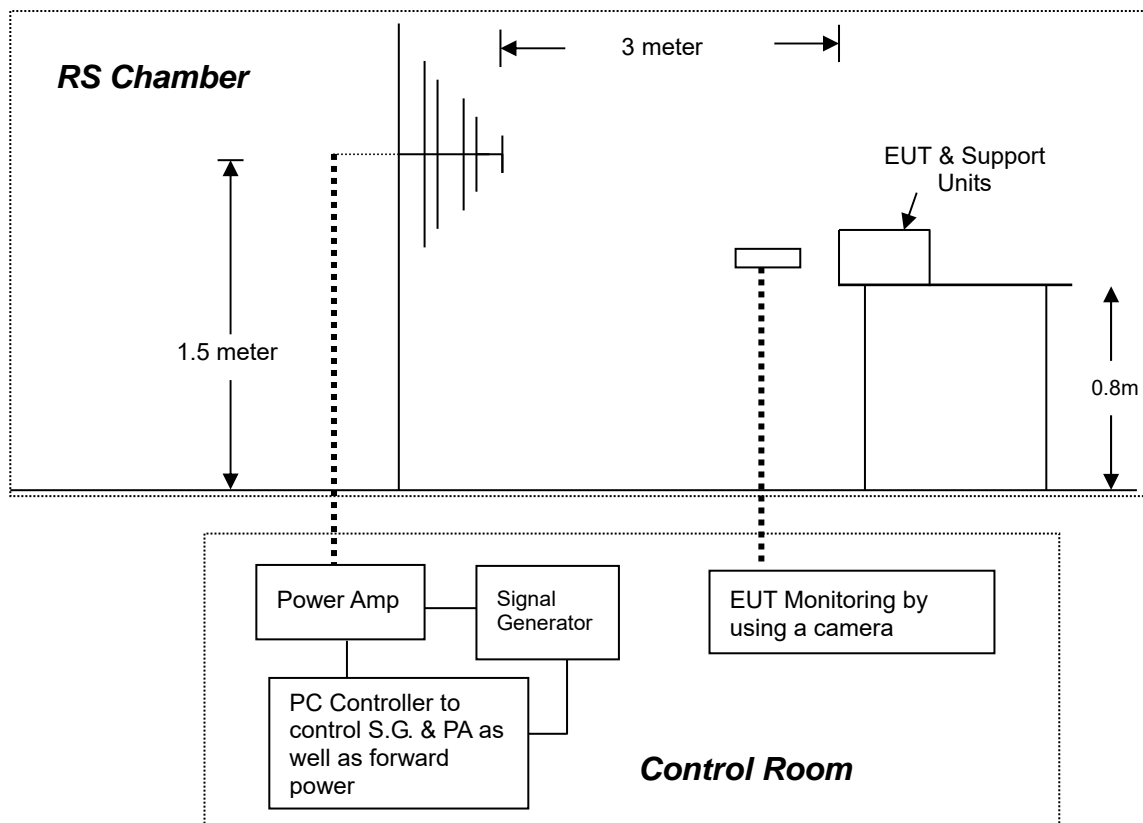 3 meter
RS Chamber
EUT & Support
Units
1.5 meter
0.8m
Power Amp
Signal
Generator
EUT Monitoring by
using a camera
PC Controller to
control S.G. & PA as
well as forward
power
Control Room